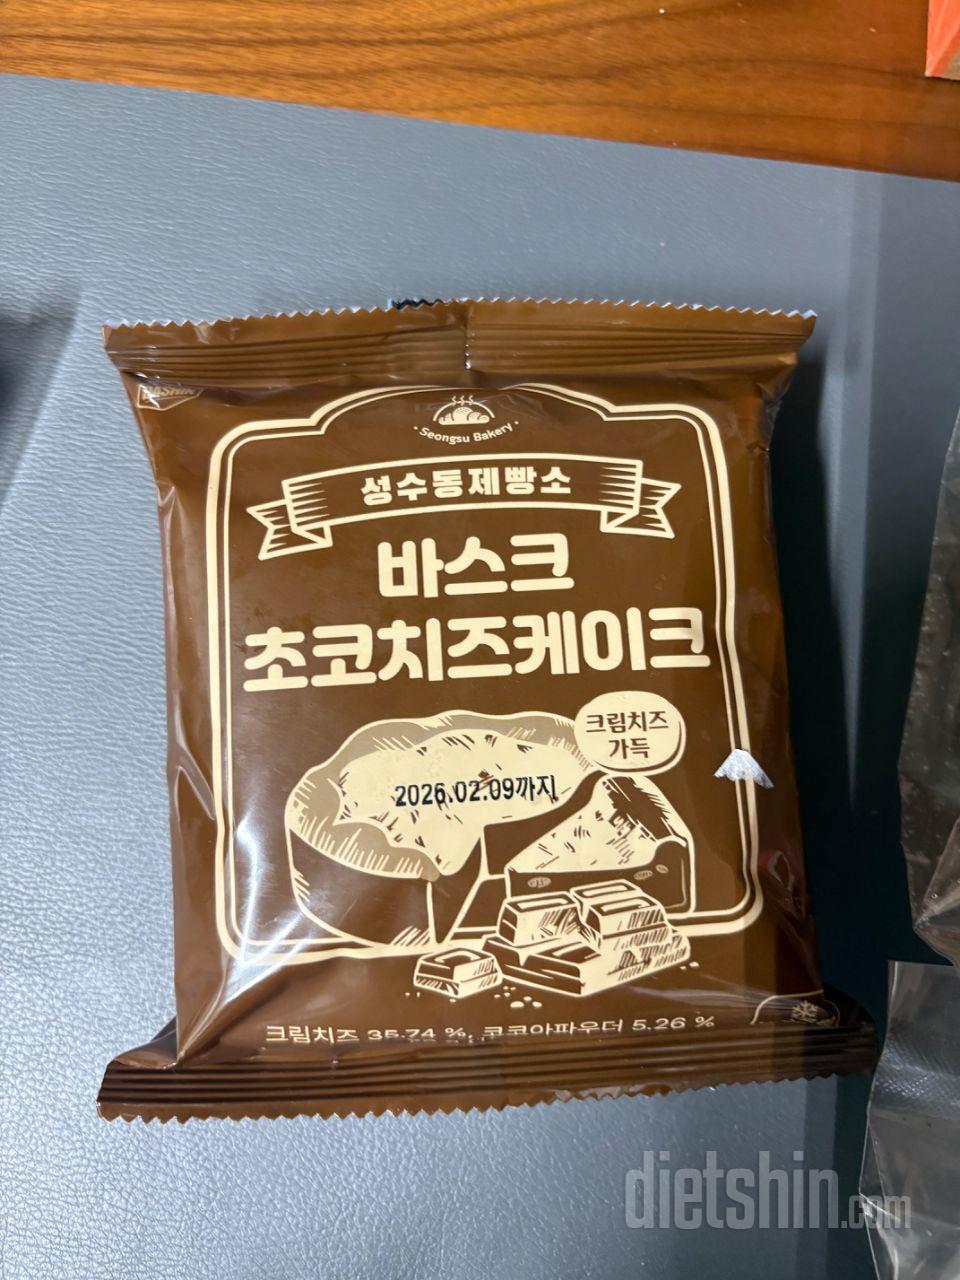 DASHIN
Seongsu Bakery
성수동제빵소
바스크
초코치즈케이크
크림치즈
가득
2026.02.09까지
크림치즈 35.74 %, 코코아파우더 5.26 %
dietshin.com